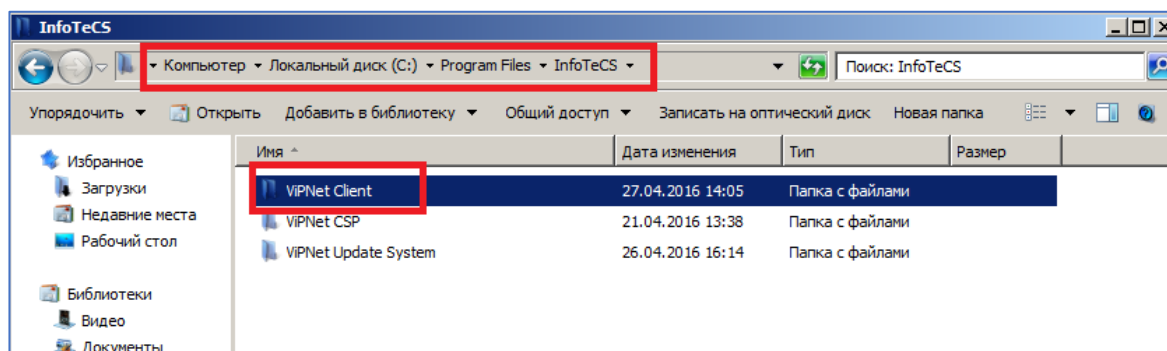 InfoTeCS
Компьютер Локальный диск (C:) Program Files InfoTeCS Поиск: InfoTeCS
Упорядочить Открыть Добавить в библиотеку Общий доступ Записать на оптический диск Новая папка
Избранное
Загрузки
Недавние места
Рабочий стол
Библиотеки
Видео
Документы
Имя Дата изменения Тип Размер
ViPNet Client 27.04.2016 14:05 Папка с файлами
ViPNet CSP 21.04.2016 13:38 Папка с файлами
ViPNet Update System 26.04.2016 16:14 Папка с файлами